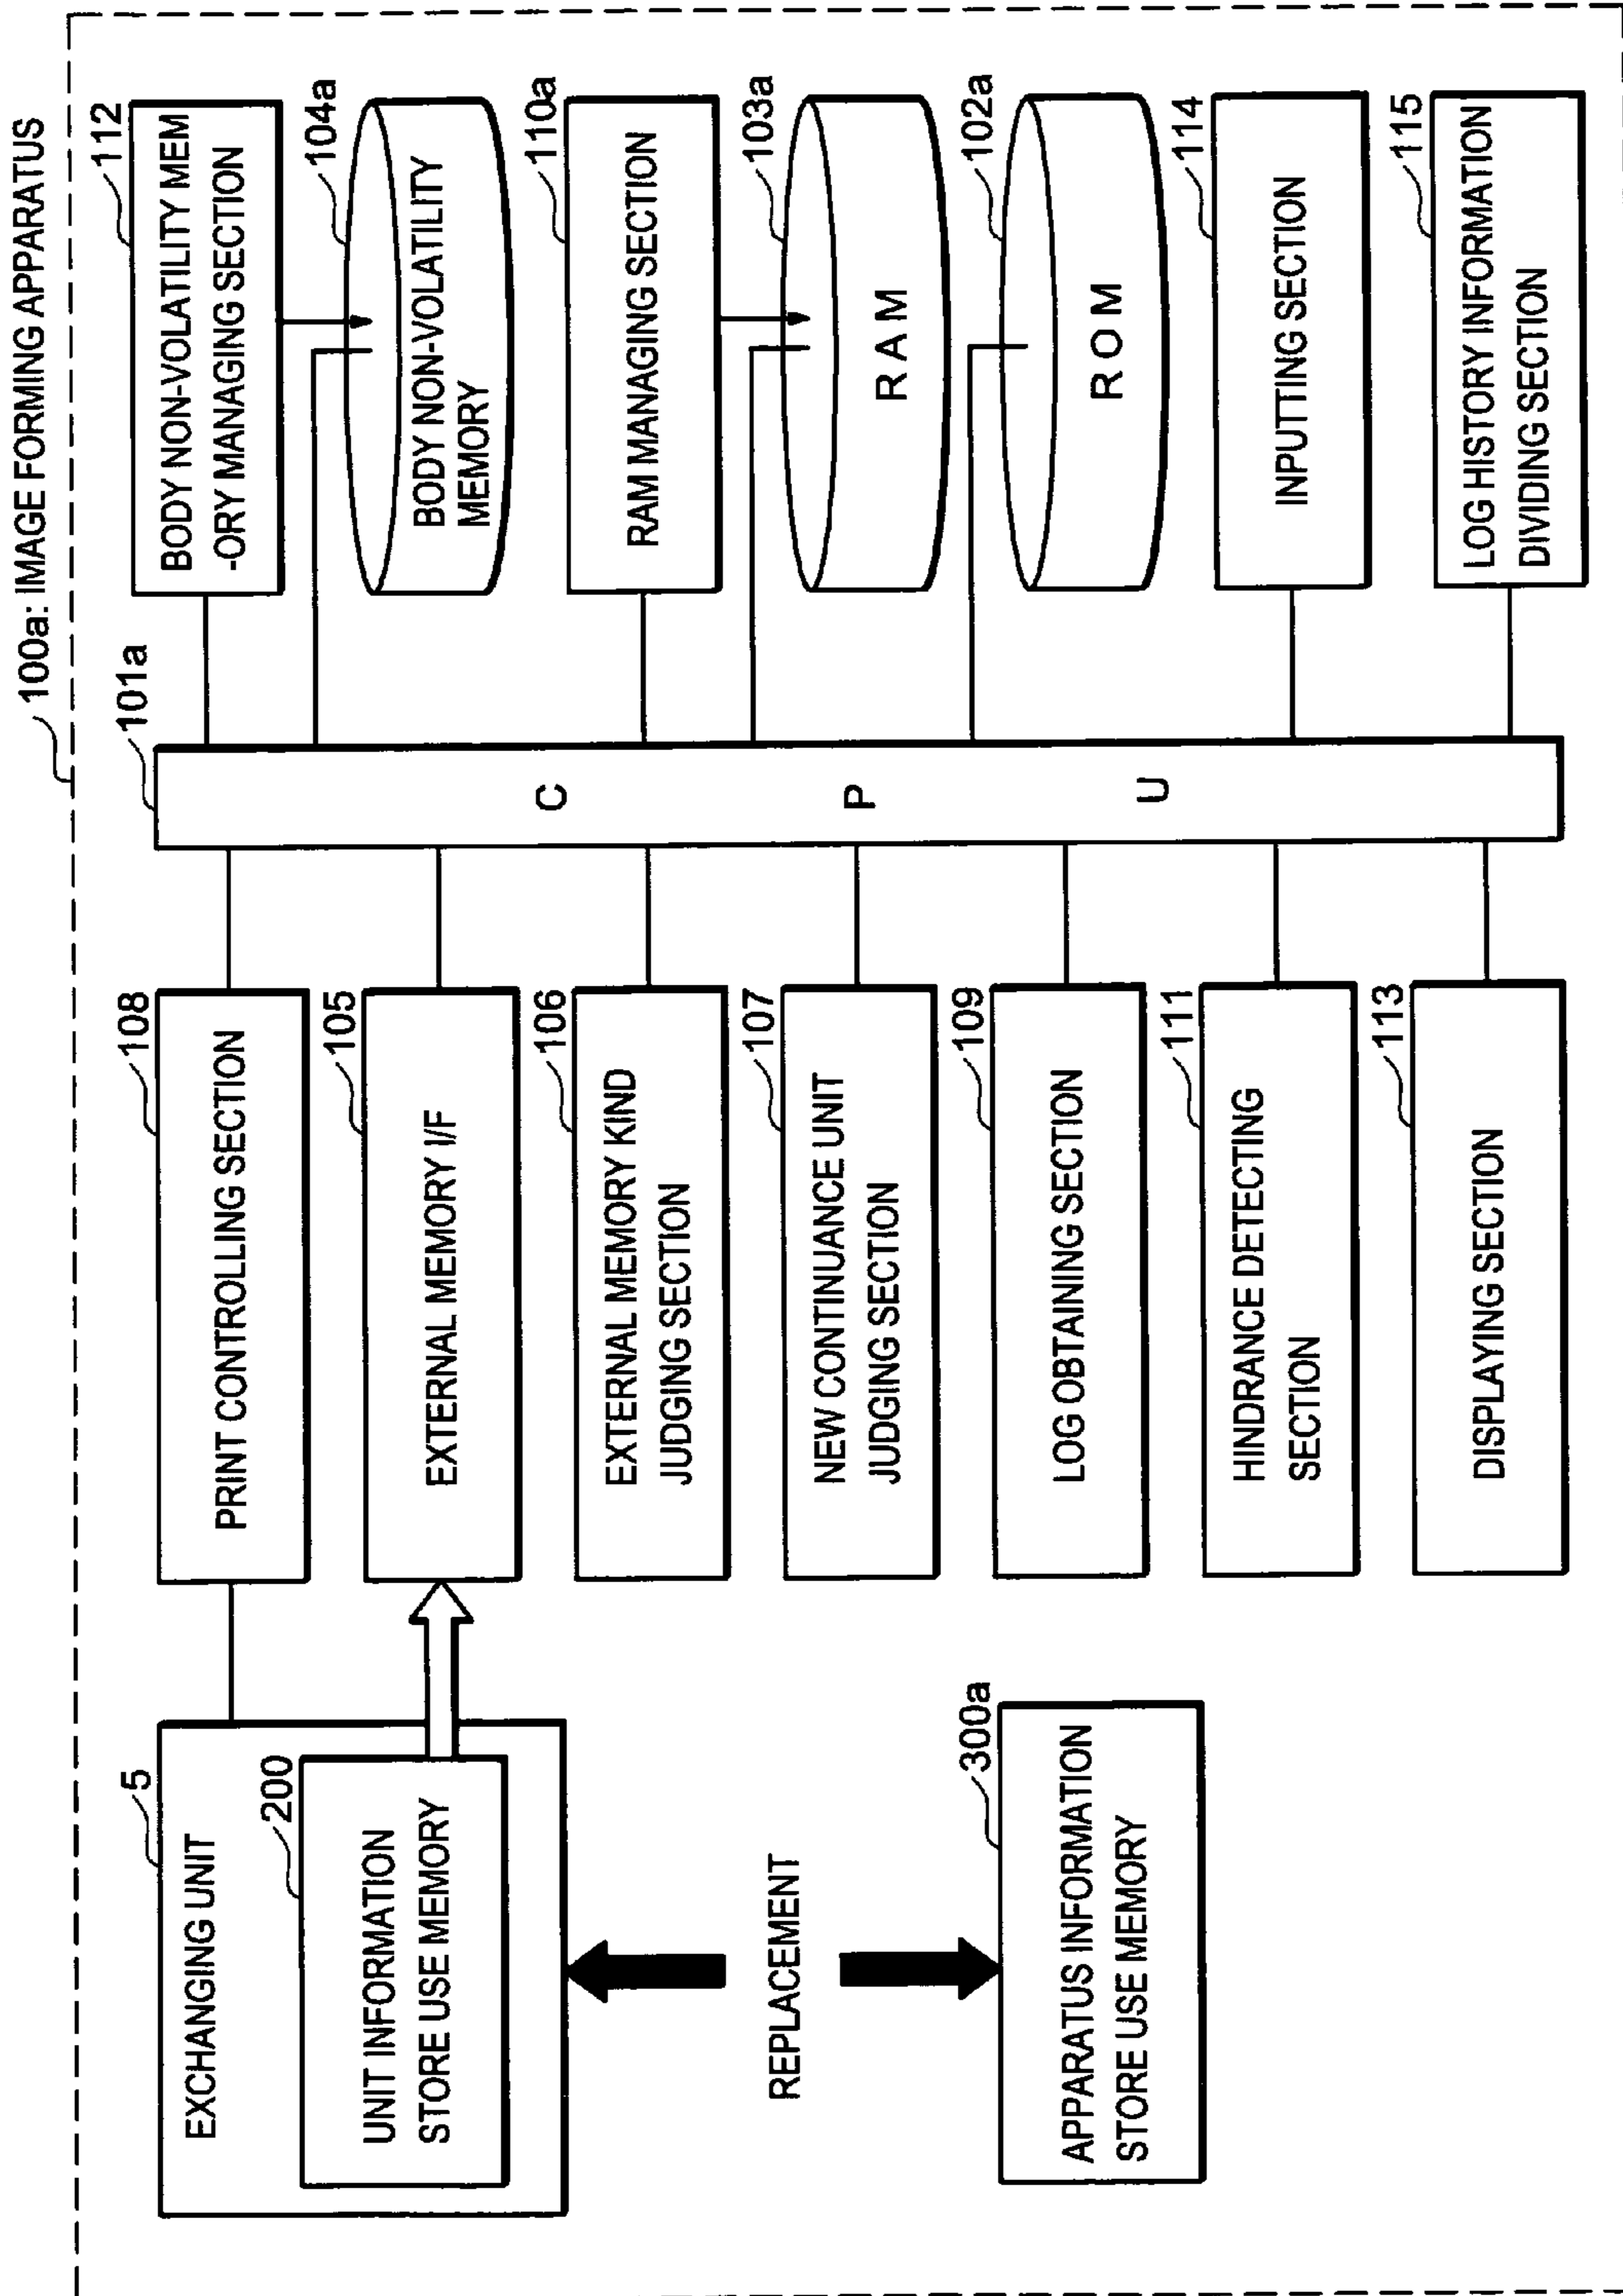 100a: IMAGE FORMING APPARATUS
5
EXCHANGING UNIT
200
UNIT INFORMATION
STORE USE MEMORY
REPLACEMENT
300a
APPARATUS INFORMATION
STORE USE MEMORY
108
PRINT CONTROLLING SECTION
105
EXTERNAL MEMORY I/F
106
EXTERNAL MEMORY KIND
JUDGING SECTION
107
NEW CONTINUANCE UNIT
JUDGING SECTION
109
LOG OBTAINING SECTION
111
HINDRANCE DETECTING
SECTION
113
DISPLAYING SECTION
101a
C P U
112
BODY NON-VOLATILITY MEM
-ORY MANAGING SECTION
104a
BODY NON-VOLATILITY
MEMORY
110a
RAM MANAGING SECTION
103a
R A M
102a
R O M
114
INPUTTING SECTION
115
LOG HISTORY INFORMATION
DIVIDING SECTION